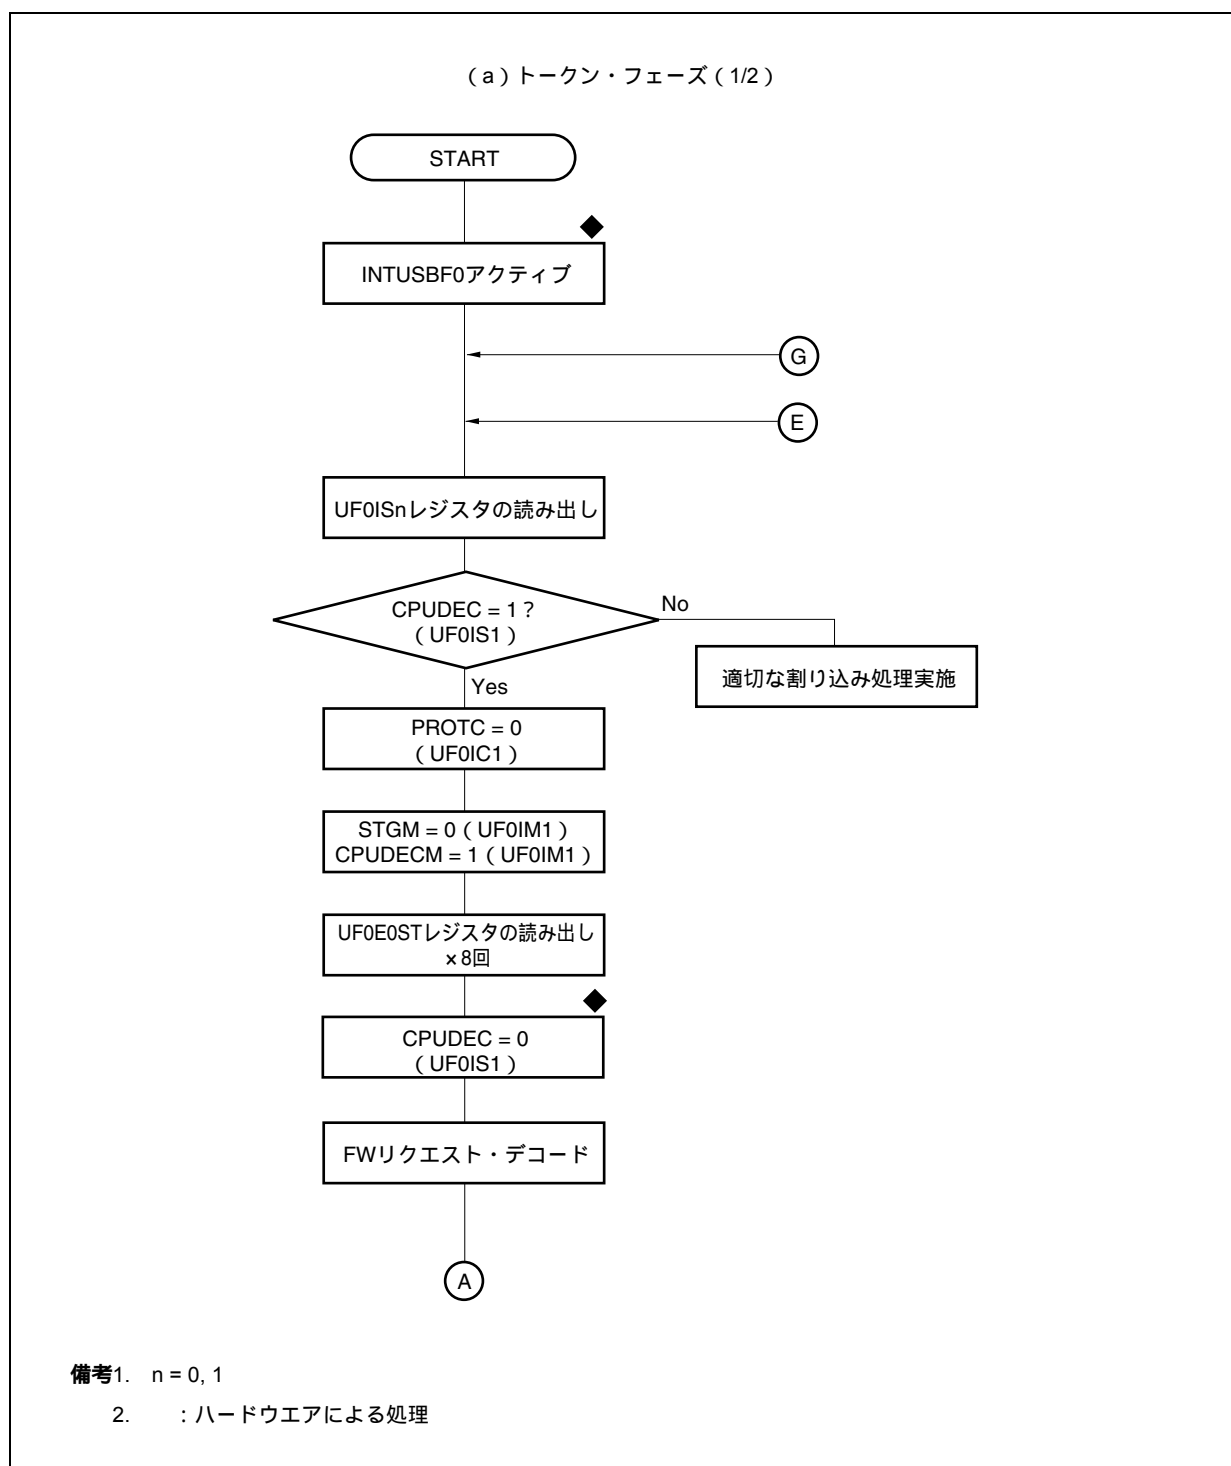 （a）トークン・フェーズ（1/2）
START
INTUSBF0アクティブ
G
E
UF0ISnレジスタの読み出し
CPUDEC = 1？
（UF0IS1）
No
適切な割り込み処理実施
Yes
PROTC = 0
（UF0IC1）
STGM = 0（UF0IM1）
CPUDECM = 1（UF0IM1）
UF0E0STレジスタの読み出し
×8回
CPUDEC = 0
（UF0IS1）
FWリクエスト・デコード
A
備考1. n = 0, 1
2. ：ハードウエアによる処理